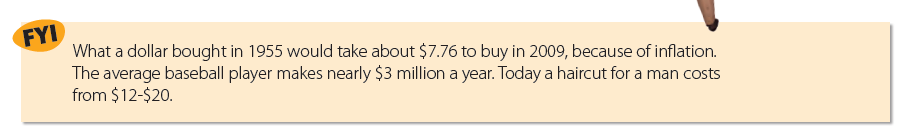 FYI
What a dollar bought in 1955 would take about $7.76 to buy in 2009, because of inflation.
The average baseball player makes nearly $3 million a year. Today a haircut for a man costs
from $12-$20.